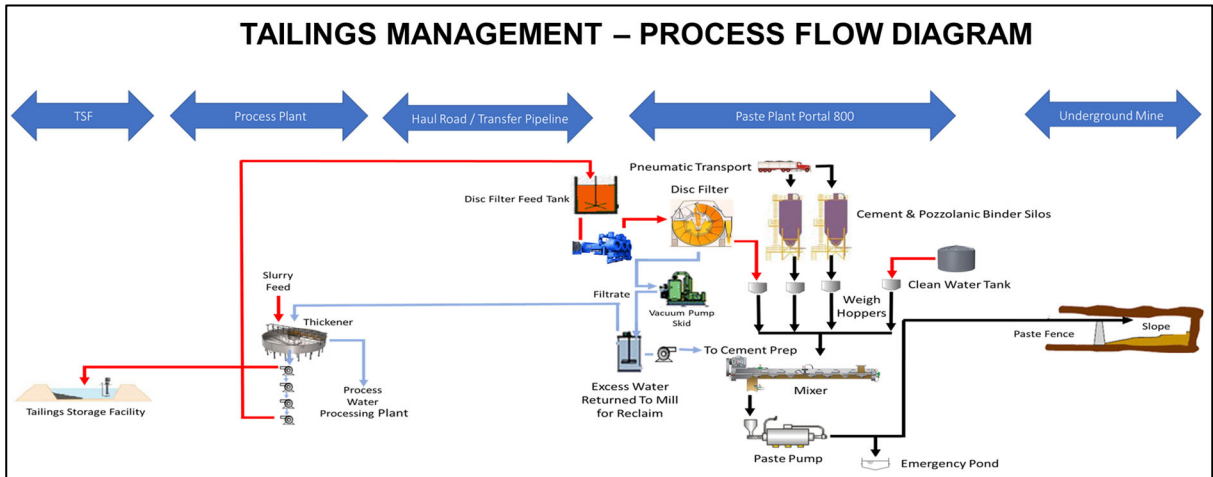 TAILINGS MANAGEMENT – PROCESS FLOW DIAGRAM
TSF
Process Plant
Haul Road / Transfer Pipeline
Paste Plant Portal 800
Underground Mine
Pneumatic Transport
Disc Filter
Disc Filter Feed Tank
Cement & Pozzolanic Binder Silos
Slurry
Feed
Filtrate
Clean Water Tank
Vacuum Pump
Skid
Weigh
Hoppers
Thickener
Paste Fence
Slope
To Cement Prep
Excess Water
Returned To Mill
for Reclaim
Mixer
Process
Water
Processing Plant
Tailings Storage Facility
Paste Pump
Emergency Pond